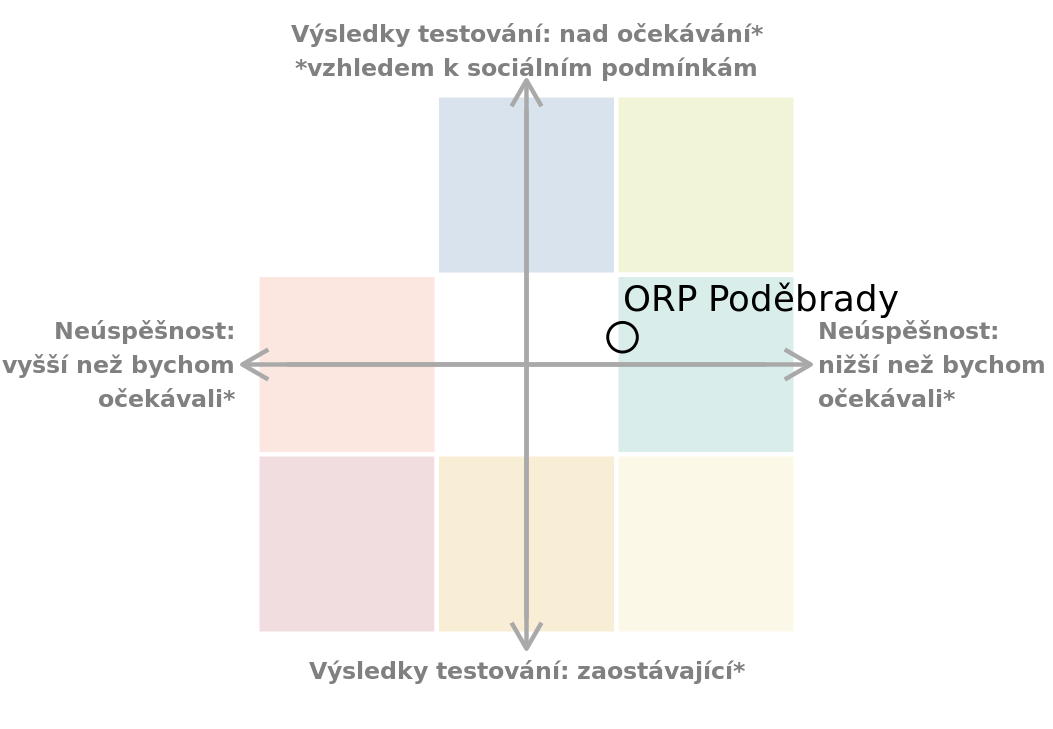 Výsledky testování: nad očekávání*
*vzhledem k sociálním podmínkám
ORP Poděbrady
Neúspěšnost:
vyšší než bychom
očekávali*
Neúspěšnost:
nižší než bychom
očekávali*
Výsledky testování: zaostávající*